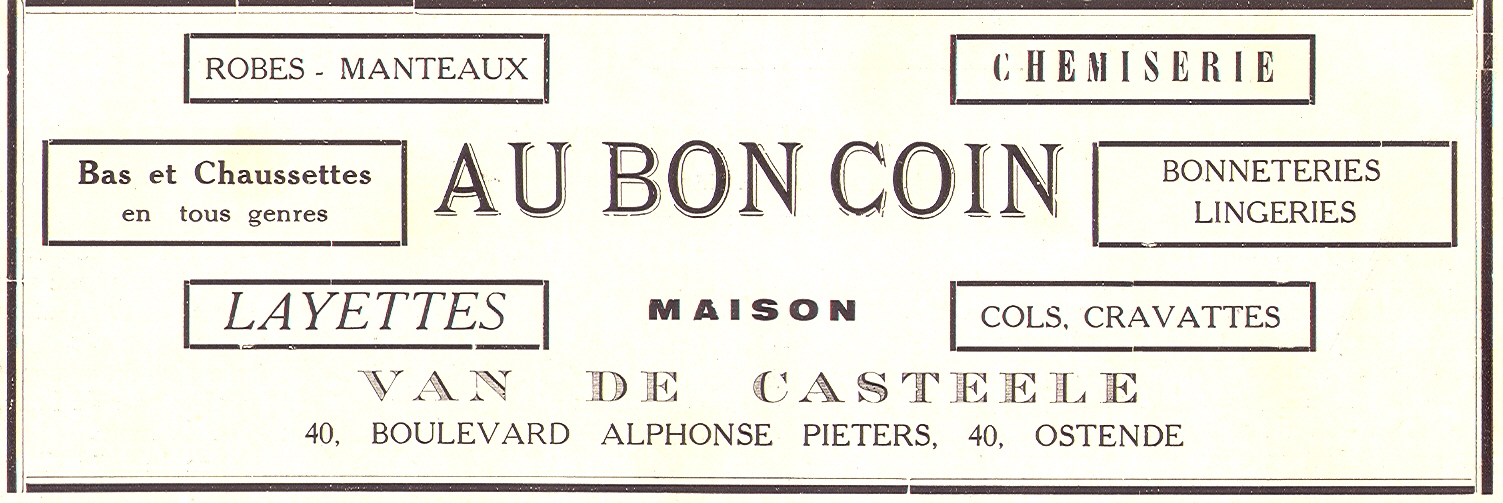 ROBES - MANTEAUX
CHEMISERIE
Bas et Chaussettes
en tous genres
AU BON COIN
BONNETERIES
LINGERIES
LAYETTES
MAISON
COLS, CRAVATTES
VAN DE CASTEELE
40, BOULEVARD ALPHONSE PIETERS, 40, OSTENDE